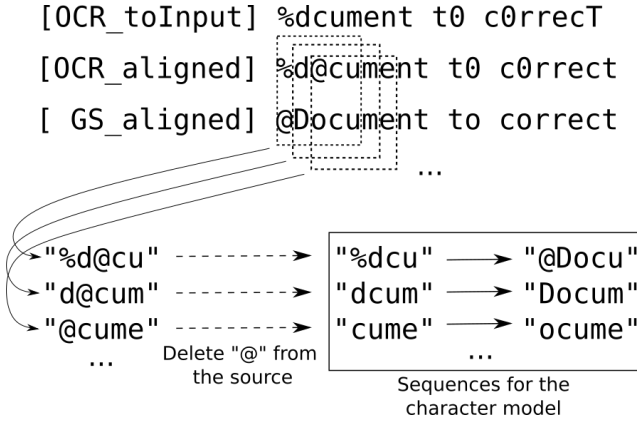 [OCR_toInput] %dcument t0 c0rrecT
[OCR_aligned] %d@cument t0 c0rrect
[ GS_aligned] @Document to correct
...
"%d@cu" "%dcu" "@Docu"
"d@cum" "dcum" "Docum"
"@cume" "cume" "ocume"
... Delete "@" from ...
the source
Sequences for the
character model